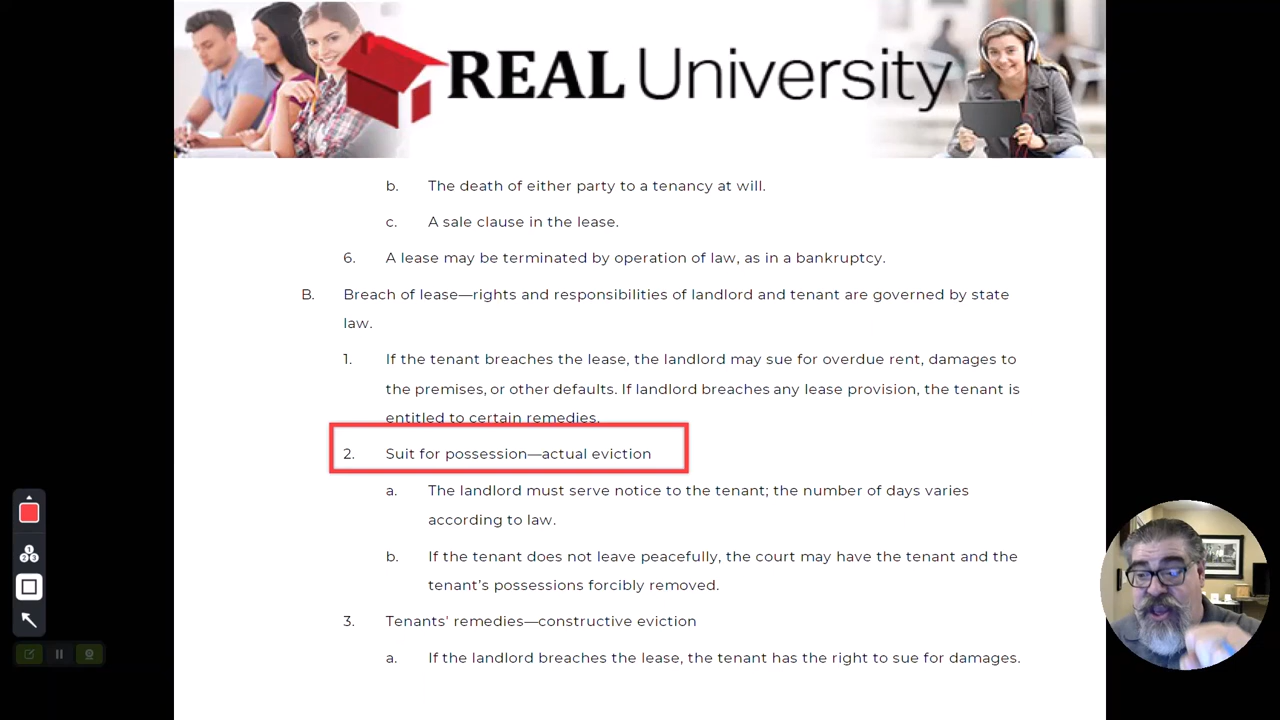 REAL University
b. The death of either party to a tenancy at will.
c. A sale clause in the lease.
6. A lease may be terminated by operation of law, as in a bankruptcy.
B. Breach of lease—rights and responsibilities of landlord and tenant are governed by state
law.
1. If the tenant breaches the lease, the landlord may sue for overdue rent, damages to
the premises, or other defaults. If landlord breaches any lease provision, the tenant is
entitled to certain remedies.
2. Suit for possession—actual eviction
a. The landlord must serve notice to the tenant; the number of days varies
according to law.
b. If the tenant does not leave peacefully, the court may have the tenant and the
tenant's possessions forcibly removed.
3. Tenants' remedies—constructive eviction
a. If the landlord breaches the lease, the tenant has the right to sue for damages.